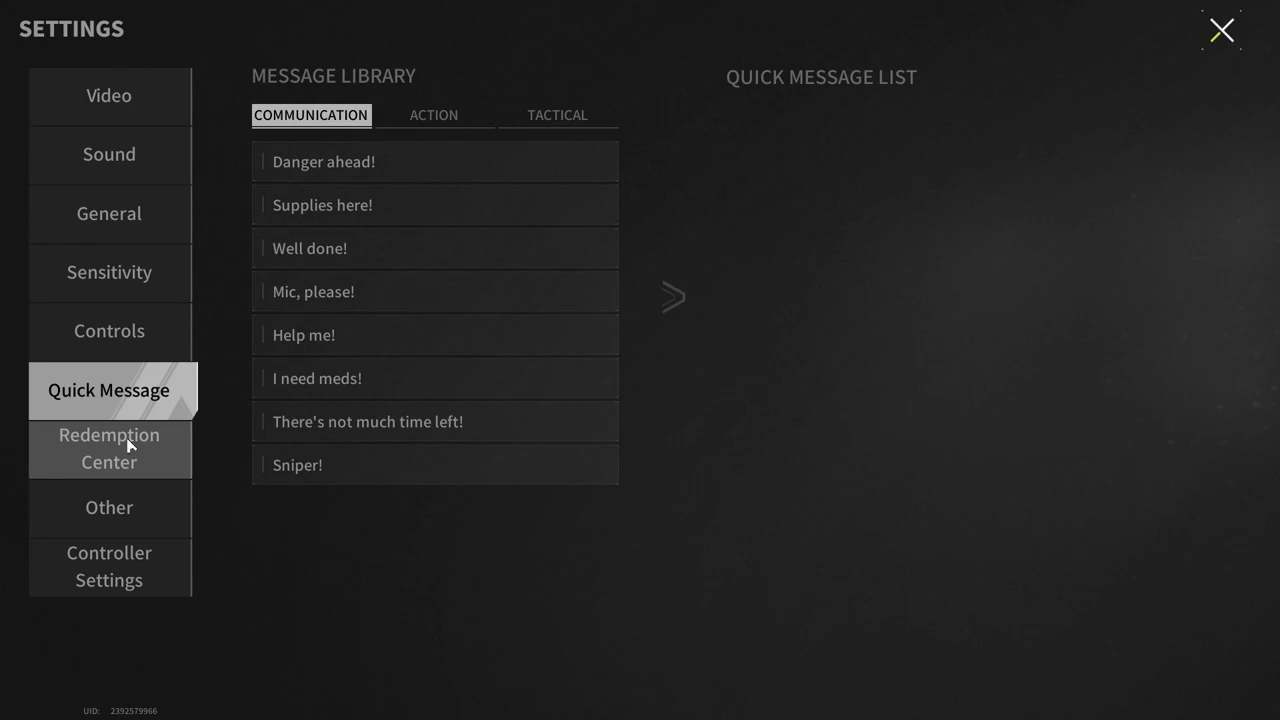 SETTINGS
Video
Sound
General
Sensitivity
Controls
Quick Message
Redemption
Center
Other
Controller
Settings
MESSAGE LIBRARY
COMMUNICATION
ACTION
TACTICAL
Danger ahead!
Supplies here!
Well done!
Mic, please!
Help me!
I need meds!
There's not much time left!
Sniper!
QUICK MESSAGE LIST
UID: 2392579966